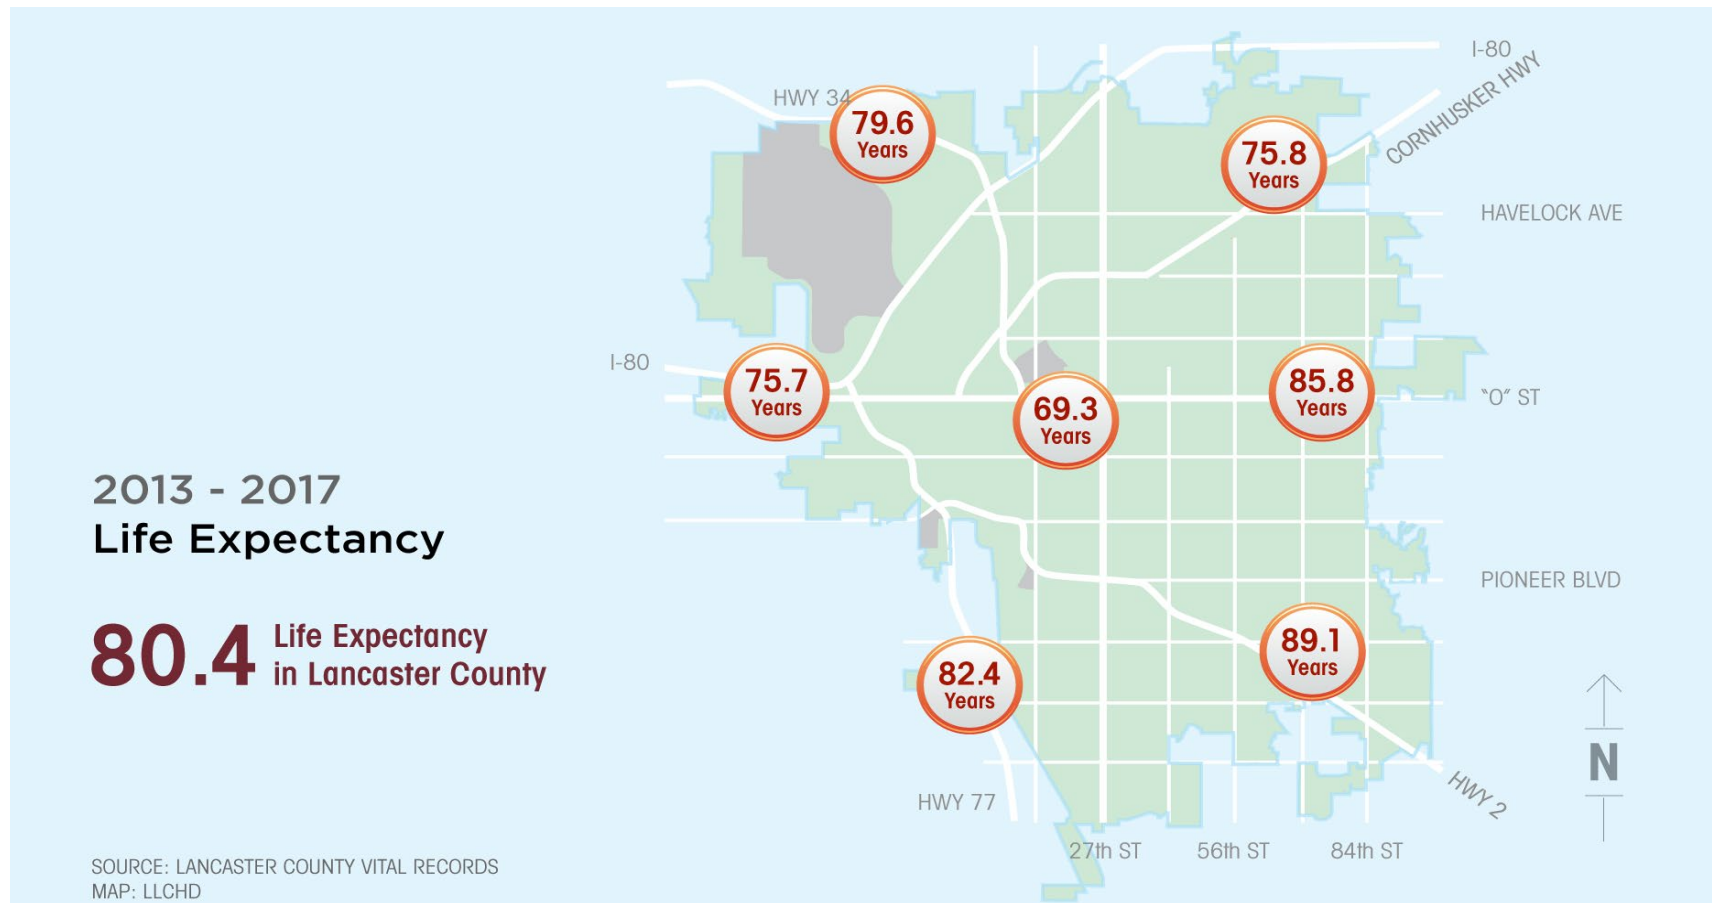 I-80
CORNHUSKER HWY
HWY 34
79.6
Years
75.8
Years
HAVELOCK AVE
I-80
75.7
Years
69.3
Years
85.8
Years
"O" ST
2013 - 2017
Life Expectancy
PIONEER BLVD
80.4
Life Expectancy
in Lancaster County
82.4
Years
89.1
Years
N
HWY 77
HWY 2
27th ST
56th ST
84th ST
SOURCE: LANCASTER COUNTY VITAL RECORDS
MAP: LLCHD